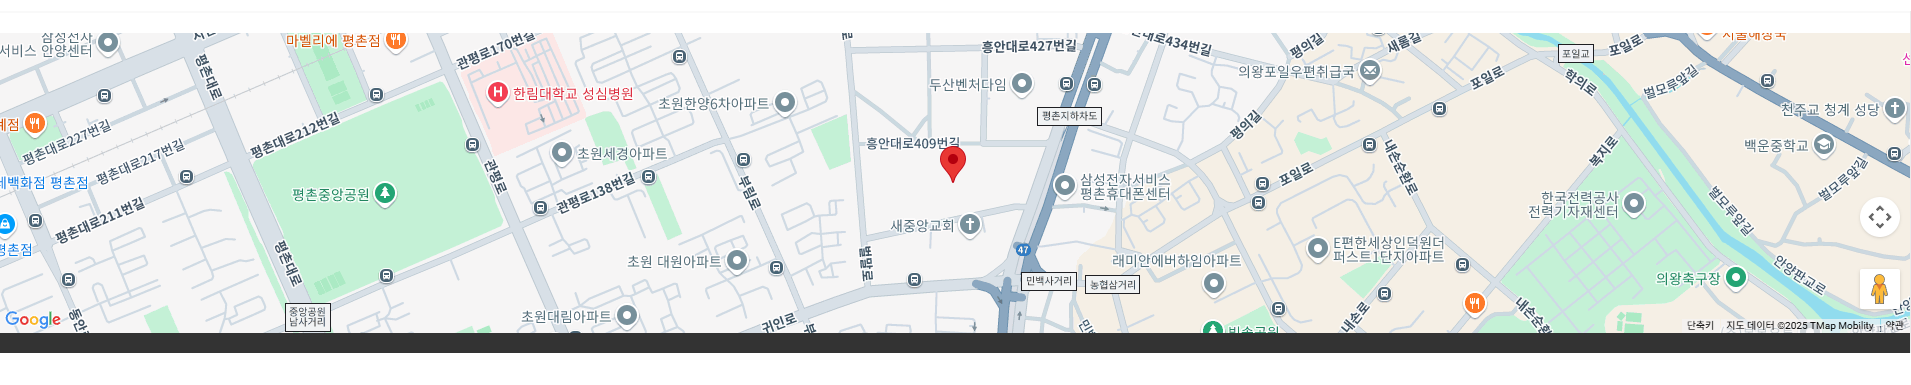 삼성전자
서비스 안양센터
마벨리에 평촌점
관평로170번길
평촌대로
흥안대로427번길
평의길
새롬길
포일교
포일로
학의로
벌모루앞길
서울해장국
한림대학교 성심병원
초원한양6차아파트
두산벤처다임
평촌지하차도
의왕포일우편취급국
포일로
천주교 청계 성당
평촌대로227번길
평촌대로217번길
평촌대로212번길
관평로
초원세경아파트
흥안대로409번길
평의길
내손순환로
복지로
백운중학교
벌모루앞길
평촌점
평촌대로211번길
평촌중앙공원
관평로138번길
부림로
삼성전자서비스
평촌휴대폰센터
포일로
한국전력공사
전력기자재센터
벌모루앞길
평촌점
평촌대로
초원 대원아파트
벌말로
새중앙교회
47
래미안에버하임아파트
E편한세상인덕원더
퍼스트1단지아파트
의왕축구장
안양판교로
민백사거리
농협삼거리
중앙공원
남사거리
초원대림아파트
귀인로
내손로
Google
단축키
지도 데이터 ©2025 TMap Mobility
약관